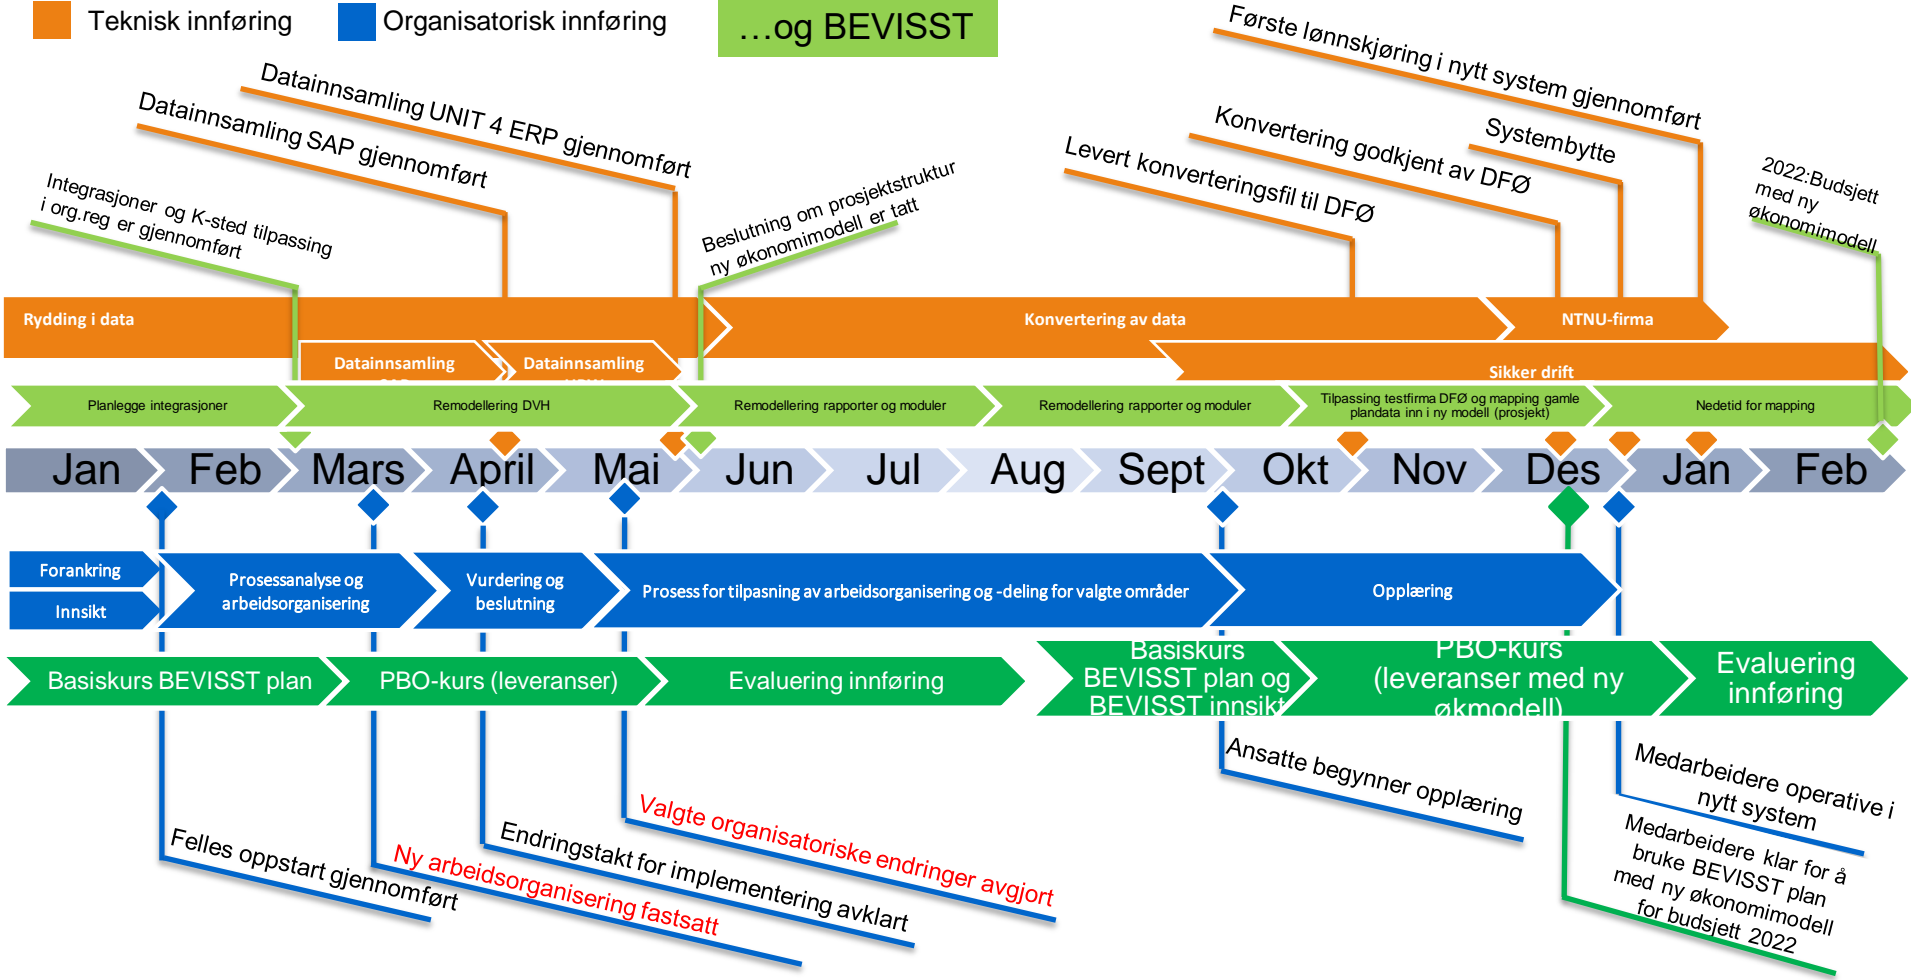 Teknisk innføring
Organisatorisk innføring
…og BEVISST
Første lønnskjøring i nytt system gjennomført
Datainnsamling UNIT 4 ERP gjennomført
Datainnsamling SAP gjennomført
Konvertering godkjent av DFØ
Systembytte
Levert konverteringsfil til DFØ
Integrasjoner og K-sted tilpassing
i org.reg er gjennomført
Beslutning om prosjektstruktur
ny økonomimodell er tatt
2022:Budsjett
med ny
økonomimodell
Rydding i data
Konvertering av data
NTNU-firma
Datainnsamling
Datainnsamling
Sikker drift
Planlegge integrasjoner
Remodellering DVH
Remodellering rapporter og moduler
Remodellering rapporter og moduler
Tilpassing testfirma DFØ og mapping gamle
plandata inn i ny modell (prosjekt)
Nedetid for mapping
Jan
Feb
Mars
April
Mai
Jun
Jul
Aug
Sept
Okt
Nov
Des
Jan
Feb
Forankring
Innsikt
Prosessanalyse og
arbeidsorganisering
Vurdering og
beslutning
Prosess for tilpasning av arbeidsorganisering og -deling for valgte områder
Opplæring
Basiskurs BEVISST plan
PBO-kurs (leveranser)
Evaluering innføring
Basiskurs
BEVISST plan og
BEVISST innsikt
PBO-kurs
(leveranser med ny
økmodell)
Evaluering
innføring
Felles oppstart gjennomført
Ny arbeidsorganisering fastsatt
Endringstakt for implementering avklart
Valgte organisatoriske endringer avgjort
Ansatte begynner opplæring
Medarbeidere operative i
nytt system
Medarbeidere klar for å
bruke BEVISST plan
med ny økonomimodell
for budsjett 2022